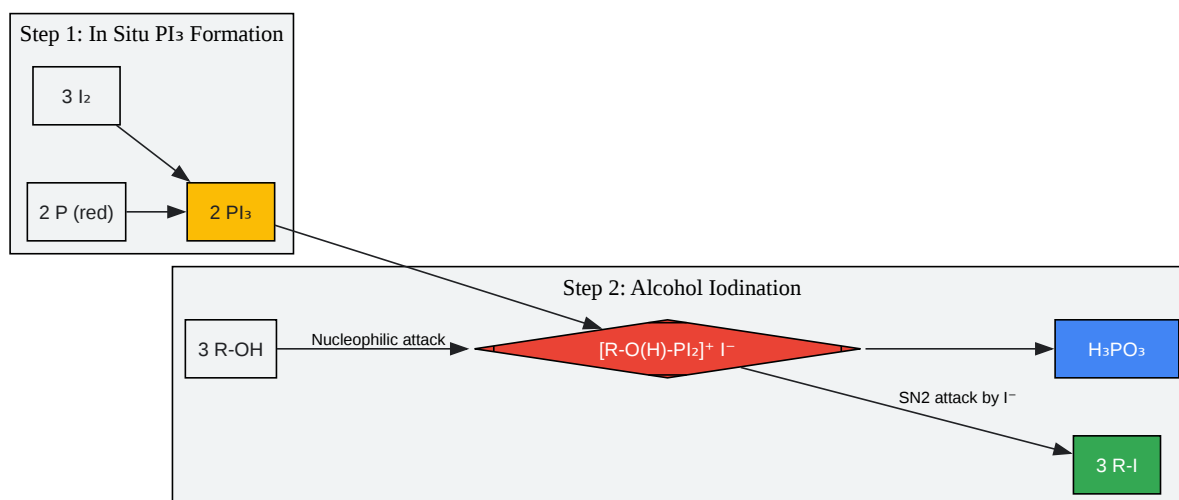 Step 1: In Situ PI₃ Formation
3 I₂
2 P (red)
2 PI₃
Step 2: Alcohol Iodination
3 R-OH
Nucleophilic attack
[R-O(H)-PI₂]⁺ I⁻
H₃PO₃
SN2 attack by I⁻
3 R-I